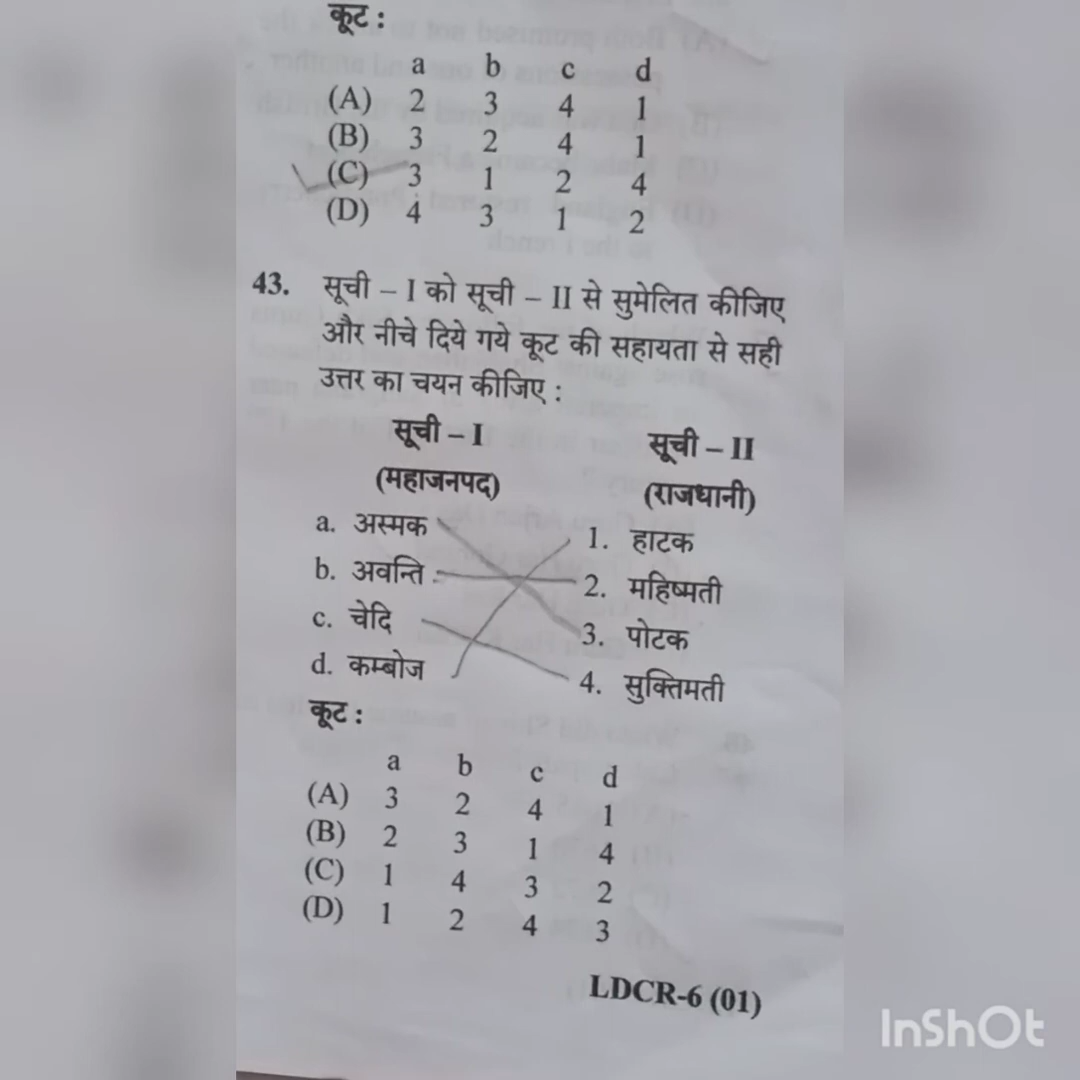 कूट :
a b c d
(A) 2 3 4 1
(B) 3 2 4 1
(C) 3 1 2 4
(D) 4 3 1 2
43. सूची – I को सूची – II से सुमेलित कीजिए
और नीचे दिये गये कूट की सहायता से सही
उत्तर का चयन कीजिए :
सूची – I सूची – II
(महाजनपद) (राजधानी)
a. अस्मक 1. हाटक
b. अवन्ति 2. महिष्मती
c. चेदि 3. पोटक
d. कम्बोज 4. सुक्तिमती
कूट :
a b c d
(A) 3 2 4 1
(B) 2 3 1 4
(C) 1 4 3 2
(D) 1 2 4 3
LDCR-6 (01)
InShOt